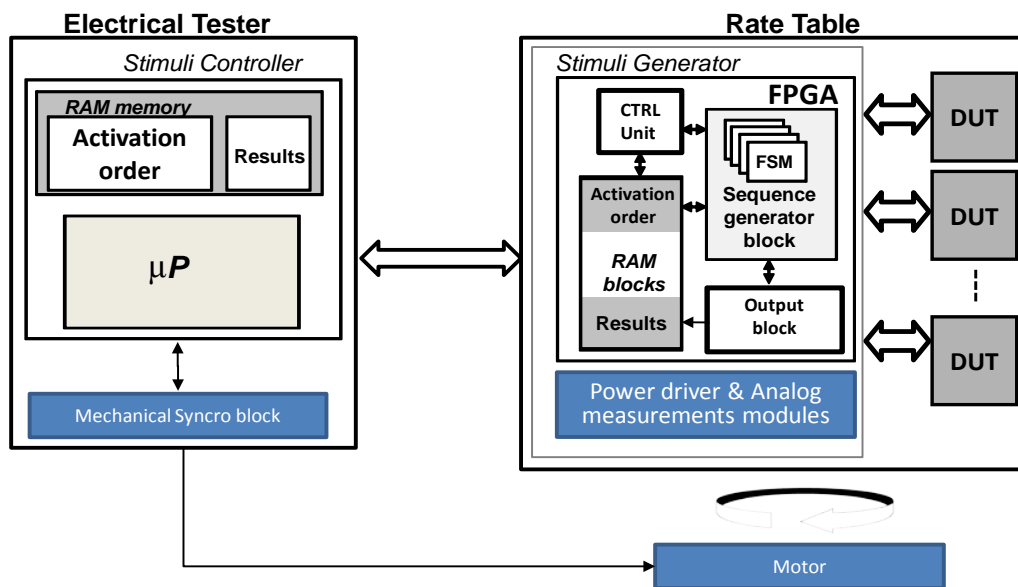 Electrical Tester
Stimuli Controller
RAM memory
Activation
order
Results
µP
Mechanical Syncro block
Rate Table
Stimuli Generator
FPGA
CTRL
Unit
FSM
Sequence
generator
block
Activation
order
RAM
blocks
Results
Output
block
Power driver & Analog
measurements modules
DUT
DUT
DUT
Motor